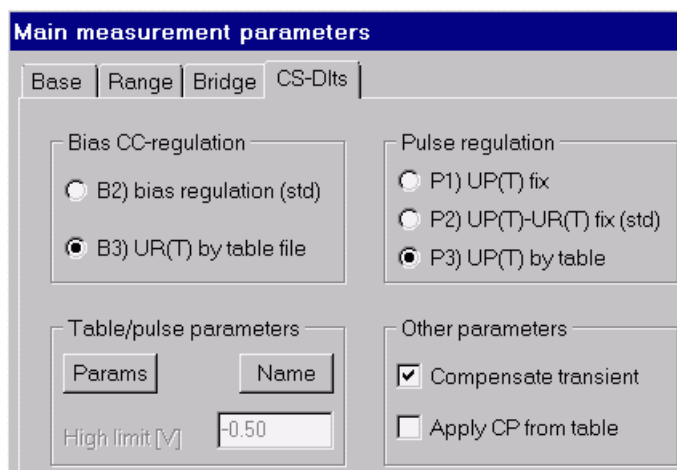 Main measurement parameters
Base Range Bridge CS-Dlts
Bias CC-regulation
B2) bias regulation (std)
B3) UR(T) by table file
Pulse regulation
P1) UP(T) fix
P2) UP(T)-UR(T) fix (std)
P3) UP(T) by table
Table/pulse parameters
Params Name
High limit [V] -0.50
Other parameters
Compensate transient
Apply CP from table